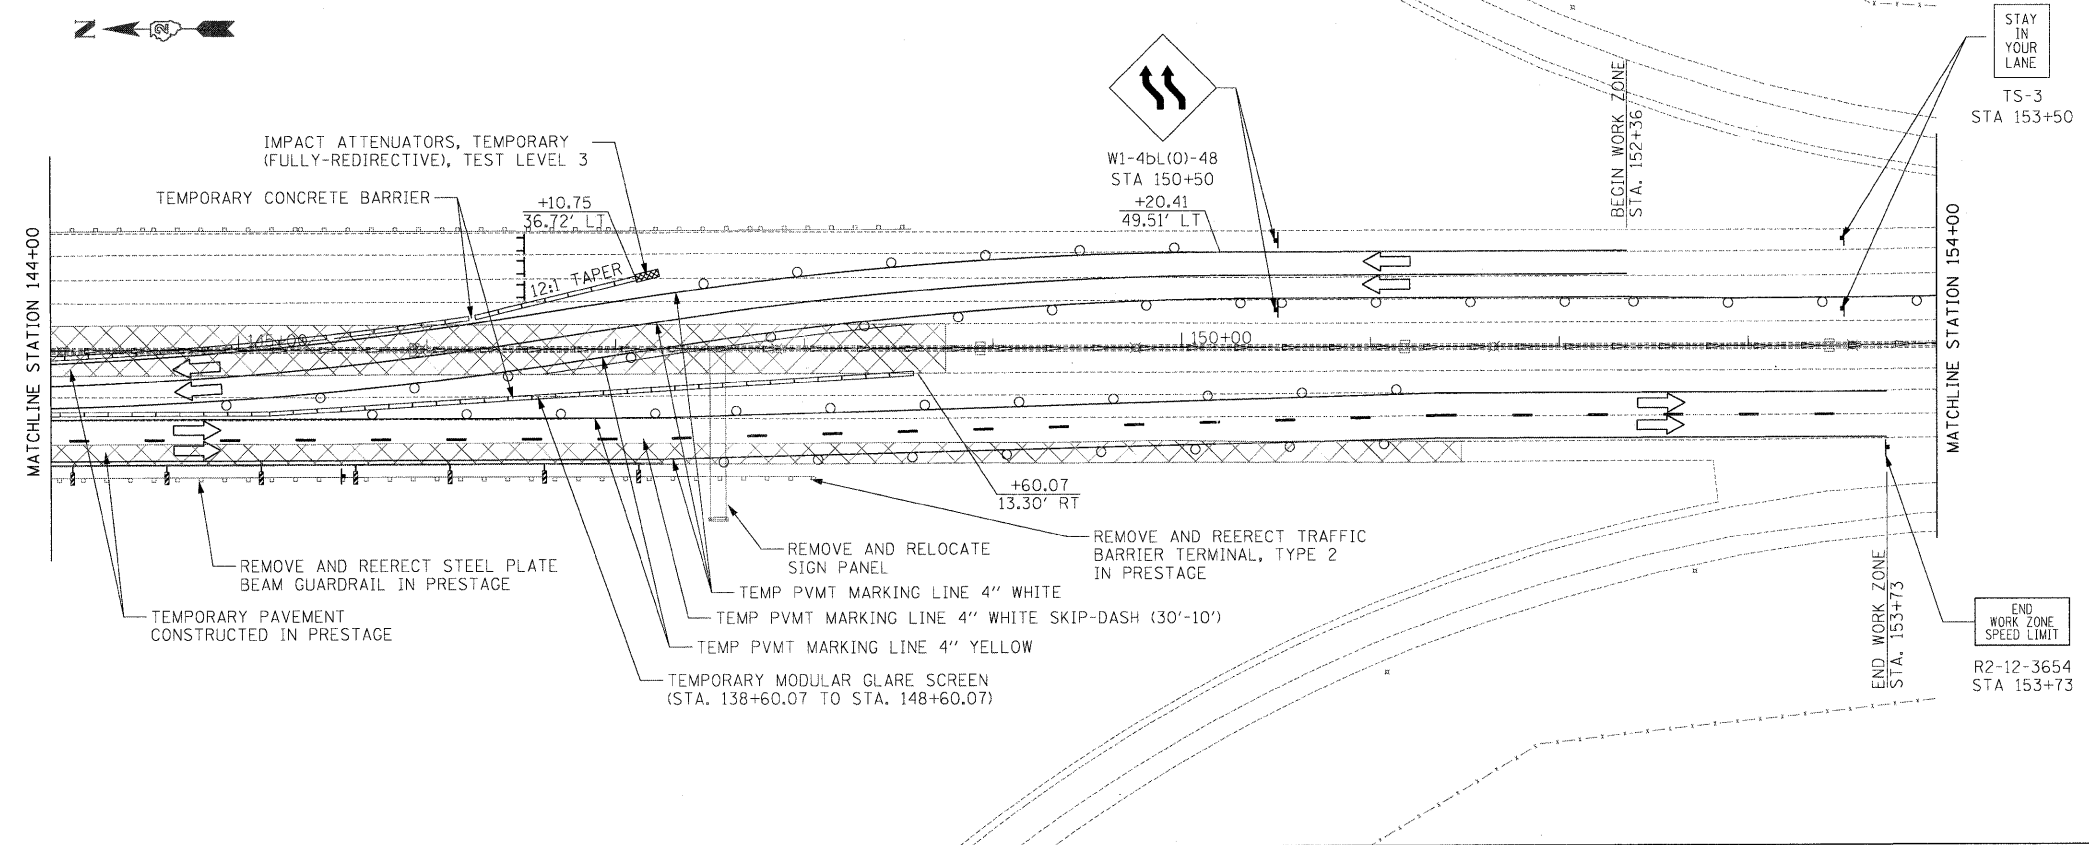 N
STAY
IN
YOUR
LANE
TS-3
STA 153+50
BEGIN WORK ZONE
STA. 152+36
W1-4bL(O)-48
STA 150+50
+20.41
49.51' LT
IMPACT ATTENUATORS, TEMPORARY
(FULLY-REDIRECTIVE), TEST LEVEL 3
TEMPORARY CONCRETE BARRIER
+10.75
36.72' LT
12:1 TAPER
MATCHLINE STATION 144+00
MATCHLINE STATION 154+00
145+00
150+00
+60.07
13.30' RT
REMOVE AND REERECT TRAFFIC
BARRIER TERMINAL, TYPE 2
IN PRESTAGE
REMOVE AND RELOCATE
SIGN PANEL
REMOVE AND REERECT STEEL PLATE
BEAM GUARDRAIL IN PRESTAGE
TEMP PVMT MARKING LINE 4" WHITE
TEMPORARY PAVEMENT
CONSTRUCTED IN PRESTAGE
TEMP PVMT MARKING LINE 4" WHITE SKIP-DASH (30'-10')
TEMP PVMT MARKING LINE 4" YELLOW
TEMPORARY MODULAR GLARE SCREEN
(STA. 138+60.07 TO STA. 148+60.07)
END WORK ZONE
STA. 153+73
END
WORK ZONE
SPEED LIMIT
R2-12-3654
STA 153+73